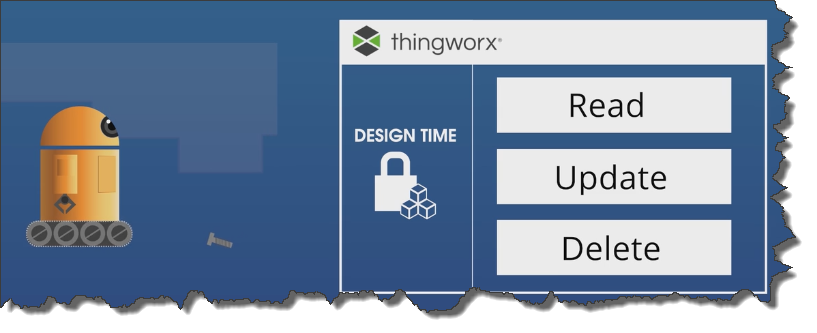 thingworx®
DESIGN TIME
Read
Update
Delete